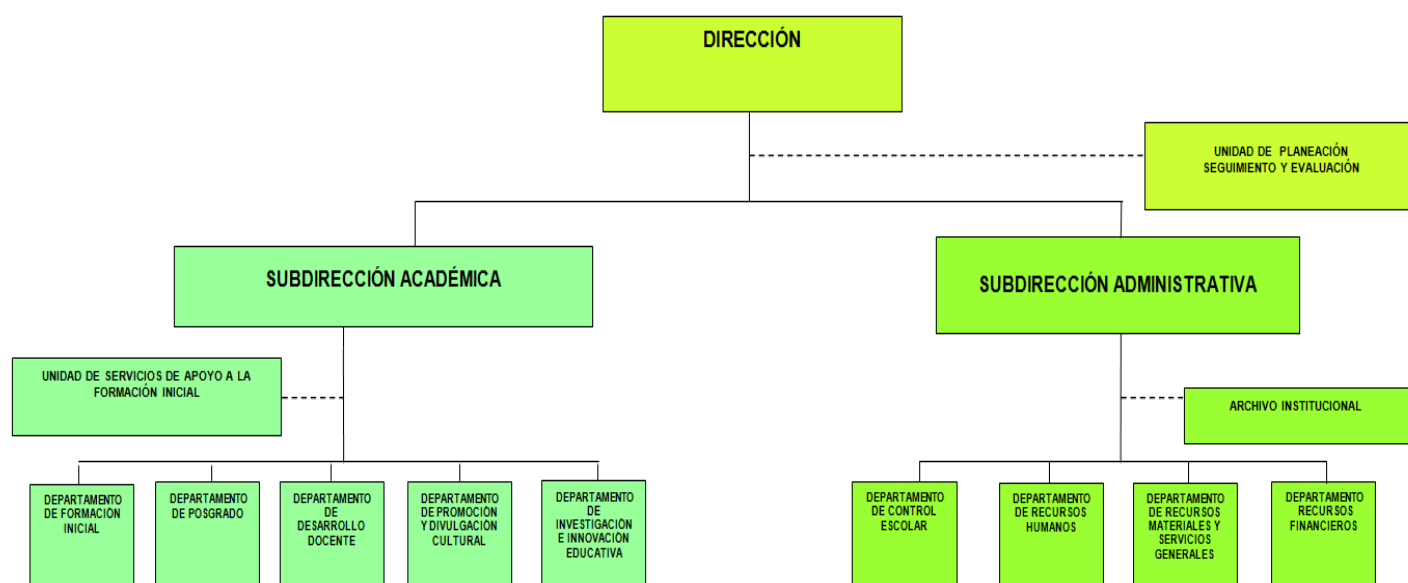 DIRECCIÓN
UNIDAD DE PLANEACIÓN
SEGUIMIENTO Y EVALUACIÓN
SUBDIRECCIÓN ACADÉMICA
SUBDIRECCIÓN ADMINISTRATIVA
UNIDAD DE SERVICIOS DE APOYO A LA
FORMACIÓN INICIAL
ARCHIVO INSTITUCIONAL
DEPARTAMENTO
DE FORMACIÓN
INICIAL
DEPARTAMENTO
DE POSGRADO
DEPARTAMENTO
DE
DESARROLLO
DOCENTE
DEPARTAMENTO
DE PROMOCIÓN
Y DIVULGACIÓN
CULTURAL
DEPARTAMENTO
DE
INVESTIGACIÓN
E INNOVACIÓN
EDUCATIVA
DEPARTAMENTO
DE CONTROL
ESCOLAR
DEPARTAMENTO
DE RECURSOS
HUMANOS
DEPARTAMENTO
DE RECURSOS
MATERIALES Y
SERVICIOS
GENERALES
DEPARTAMENTO
RECURSOS
FINANCIEROS